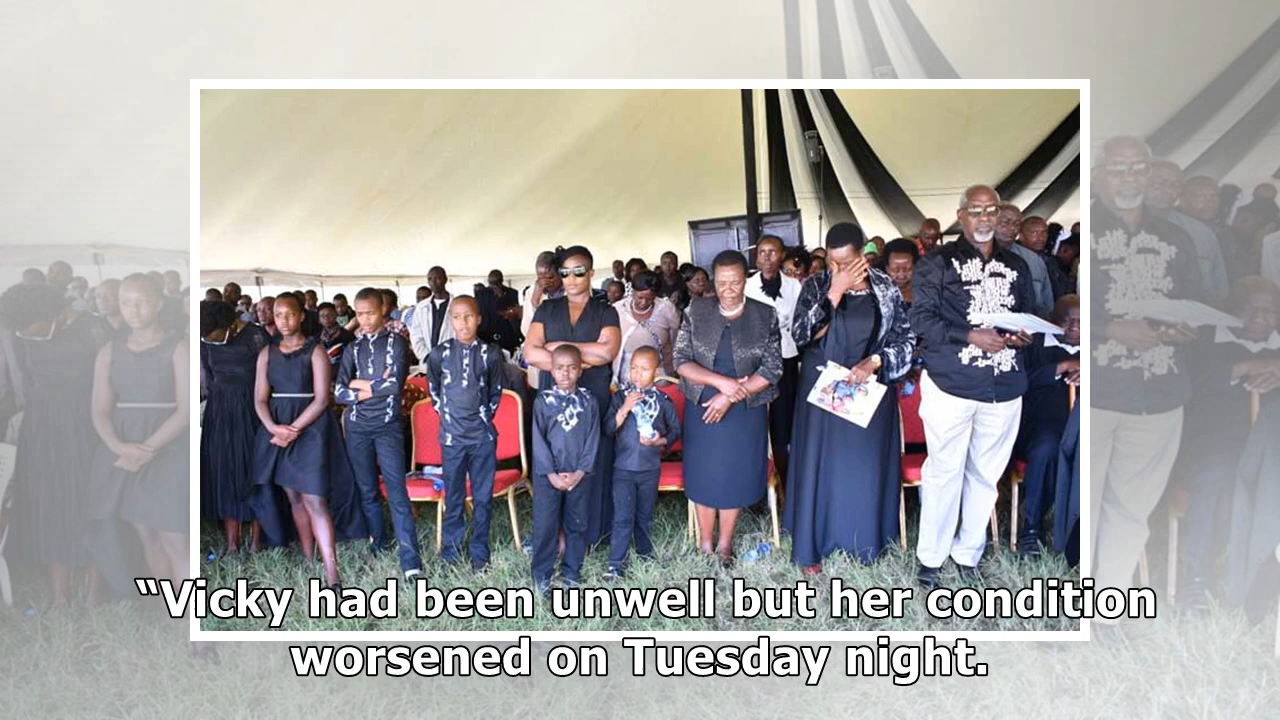 “Vicky had been unwell but her condition
worsened on Tuesday night.